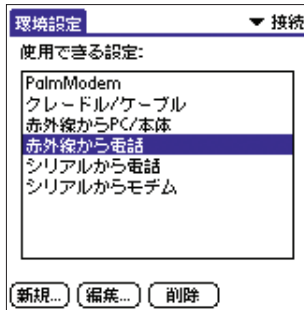 環境設定 ▼ 接続
使用できる設定:
PalmModem
クレードル/ケーブル
赤外線からPC/本体
赤外線から電話
シリアルから電話
シリアルからモデム
新規... 編集... 削除